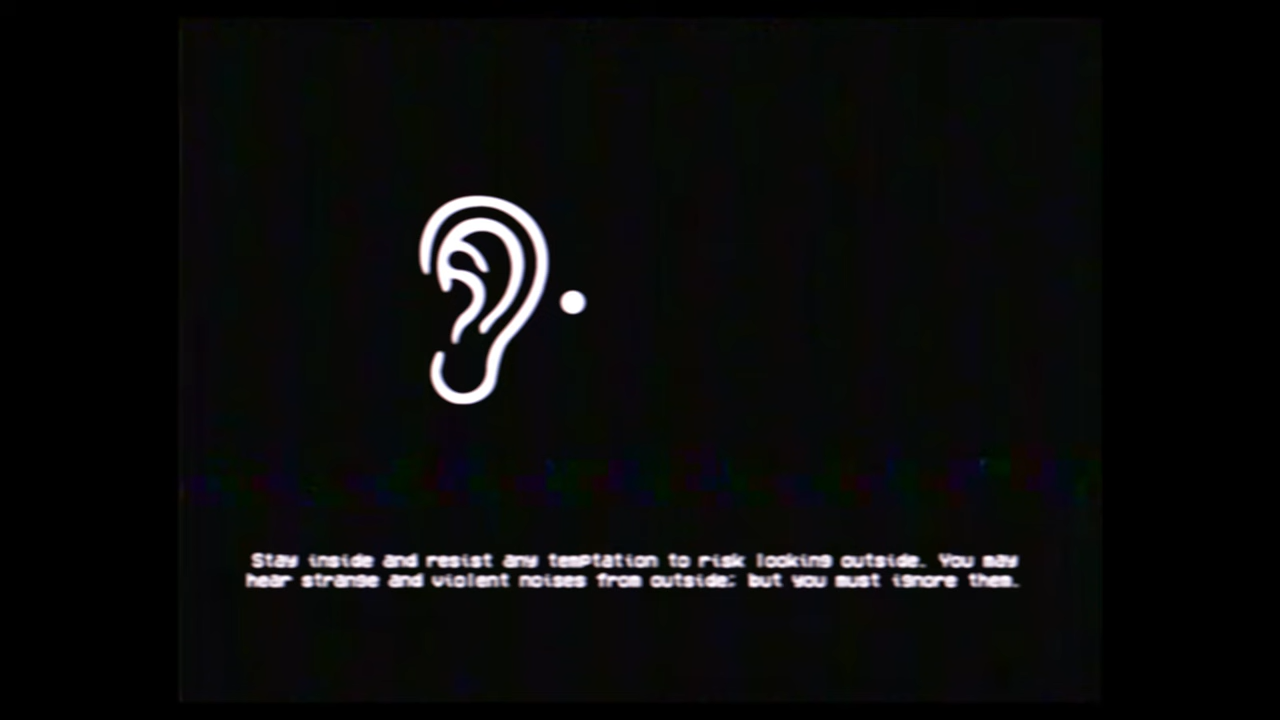 Stay inside and resist any temptation to risk looking outside. You may
hear strange and violent noises from outside; but you must ignore them.